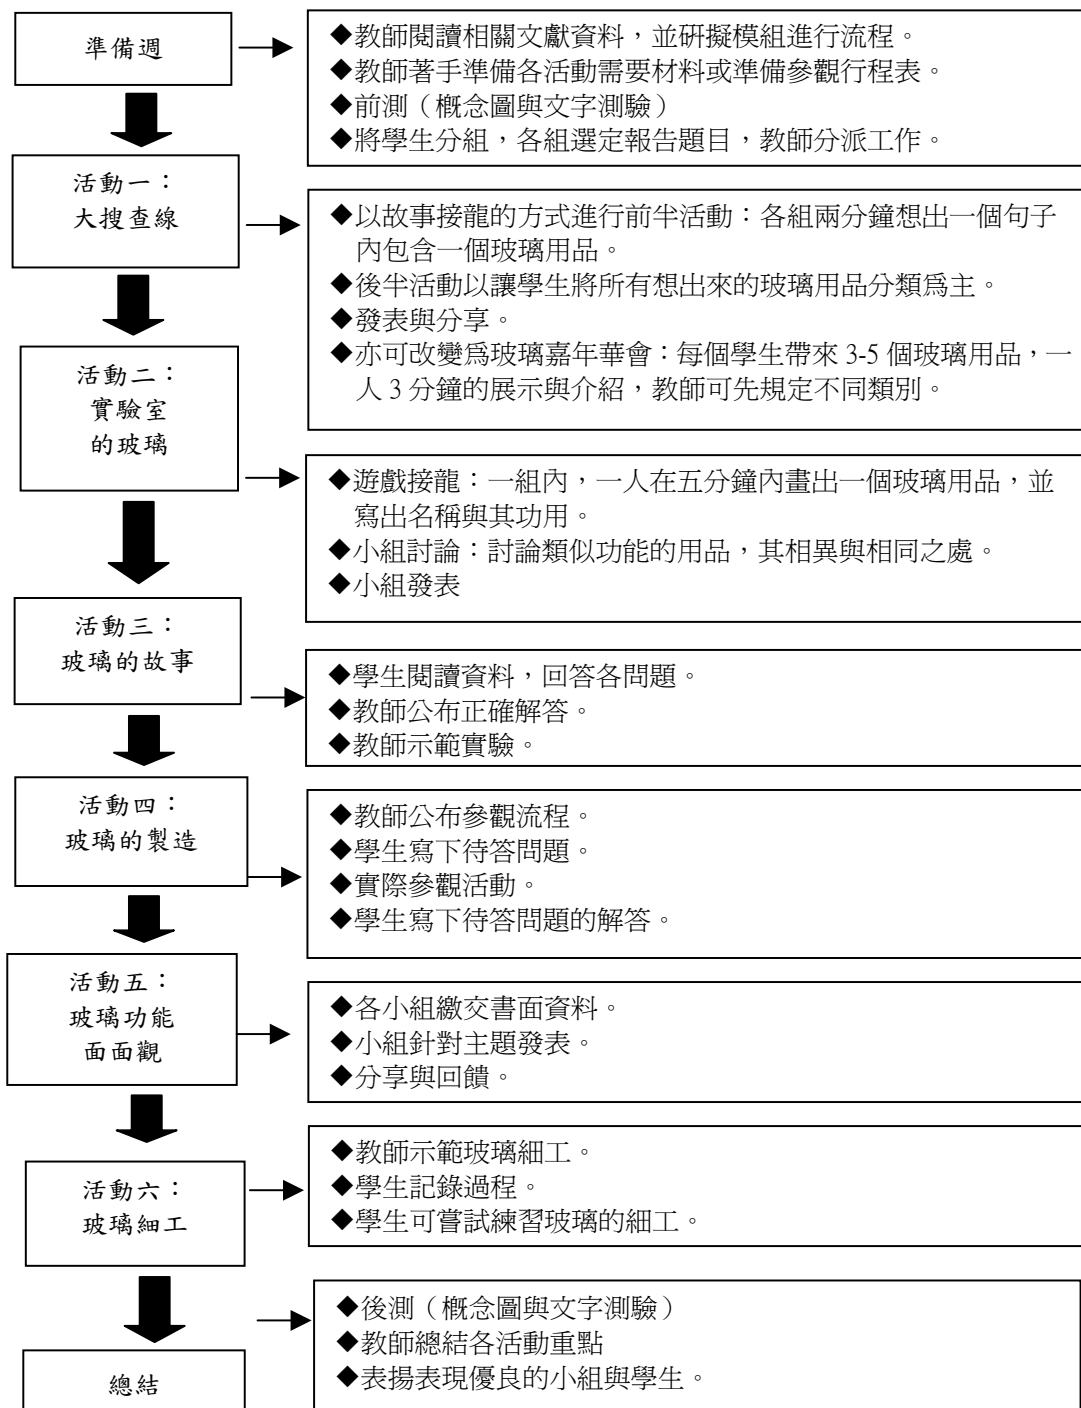 準備週
◆教師閱讀相關文獻資料，並研擬模組進行流程。
◆教師著手準備各活動需要材料或準備參觀行程表。
◆前測（概念圖與文字測驗）
◆將學生分組，各組選定報告題目，教師分派工作。
活動一：
大搜查線
◆以故事接龍的方式進行前半活動：各組兩分鐘想出一個句子
內包含一個玻璃用品。
◆後半活動以讓學生將所有想出來的玻璃用品分類為主。
◆發表與分享。
◆亦可改變為玻璃嘉年華會：每個學生帶來 3-5 個玻璃用品，一
人 3 分鐘的展示與介紹，教師可先規定不同類別。
活動二：
實驗室
的玻璃
◆遊戲接龍：一組內，一人在五分鐘內畫出一個玻璃用品，並
寫出名稱與其功用。
◆小組討論：討論類似功能的用品，其相異與相同之處。
◆小組發表
活動三：
玻璃的故事
◆學生閱讀資料，回答各問題。
◆教師公布正確解答。
◆教師示範實驗。
活動四：
玻璃的製造
◆教師公布參觀流程。
◆學生寫下待答問題。
◆實際參觀活動。
◆學生寫下待答問題的解答。
活動五：
玻璃功能
面面觀
◆各小組繳交書面資料。
◆小組針對主題發表。
◆分享與回饋。
活動六：
玻璃細工
◆教師示範玻璃細工。
◆學生記錄過程。
◆學生可嘗試練習玻璃的細工。
總結
◆後測（概念圖與文字測驗）
◆教師總結各活動重點
◆表揚表現優良的小組與學生。